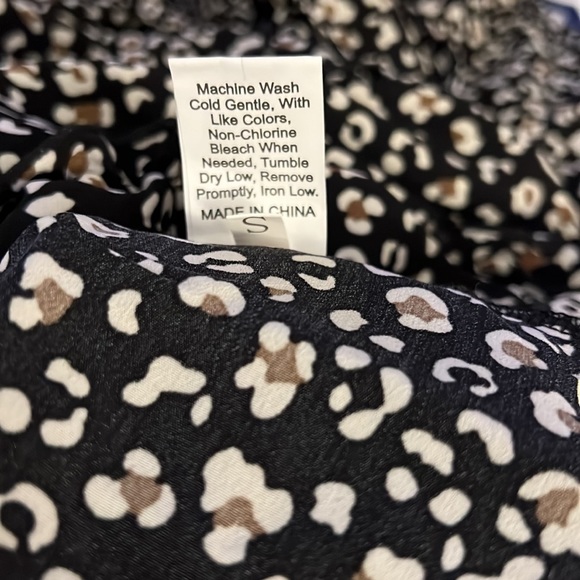 Machine Wash
Cold Gentle, With
Like Colors,
Non-Chlorine
Bleach When
Needed, Tumble
Dry Low, Remove
Promptly, Iron Low.
MADE IN CHINA
S